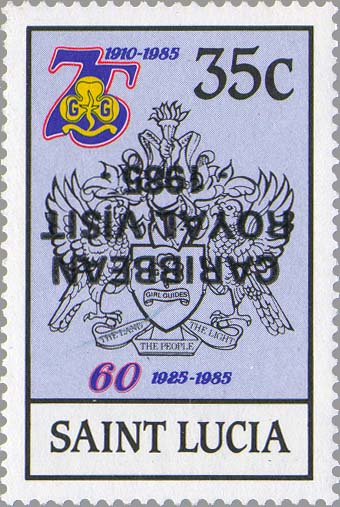 1910-1985
75
G G
35c
CARIBBEAN
ROYAL VISIT
1985
GIRL GUIDES
THE LAND THE PEOPLE THE LIGHT
60 1925-1985
SAINT LUCIA